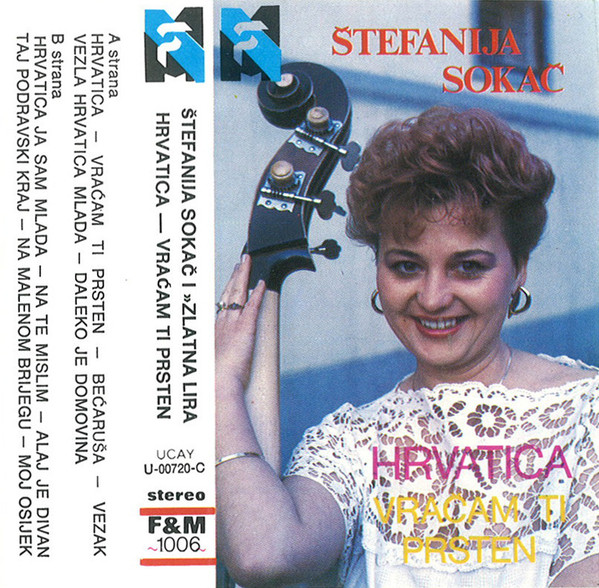 A strana
HRVATICA – VRAĆAM TI PRSTEN – BEĆARUŠA – VEZAK
VEZLA HRVATICA MLADA – DALEKO JE DOMOVINA
B strana
HRVATICA JA SAM MLADA – NA TE MISLIM – ALAJ JE DIVAN
TAJ PODRAVSKI KRAJ – NA MALENOM BRIJEGU – MOJ OSIJEK
ŠTEFANIJA SOKAČ I »ZLATNA LIRA
HRVATICA — VRAĆAM TI PRSTEN
UCAY
U-00720-C
stereo
F&M
~1006~
ŠTEFANIJA
SOKAČ
HRVATICA
VRAĆAM TI
PRSTEN